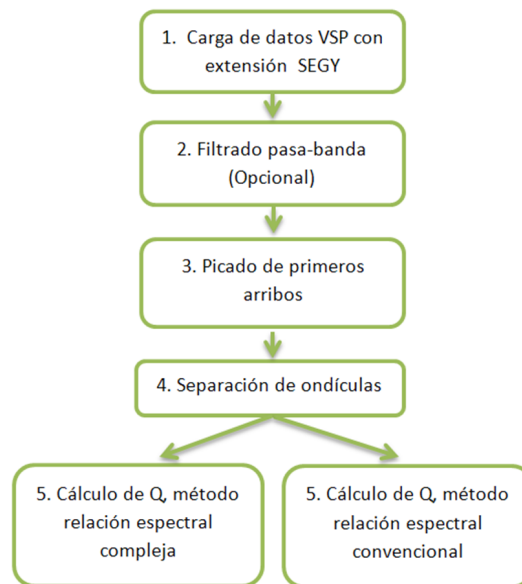 1. Carga de datos VSP con
extensión SEGY
2. Filtrado pasa-banda
(Opcional)
3. Picado de primeros
arribos
4. Separación de ondículas
5. Cálculo de Q, método
relación espectral
compleja
5. Cálculo de Q, método
relación espectral
convencional